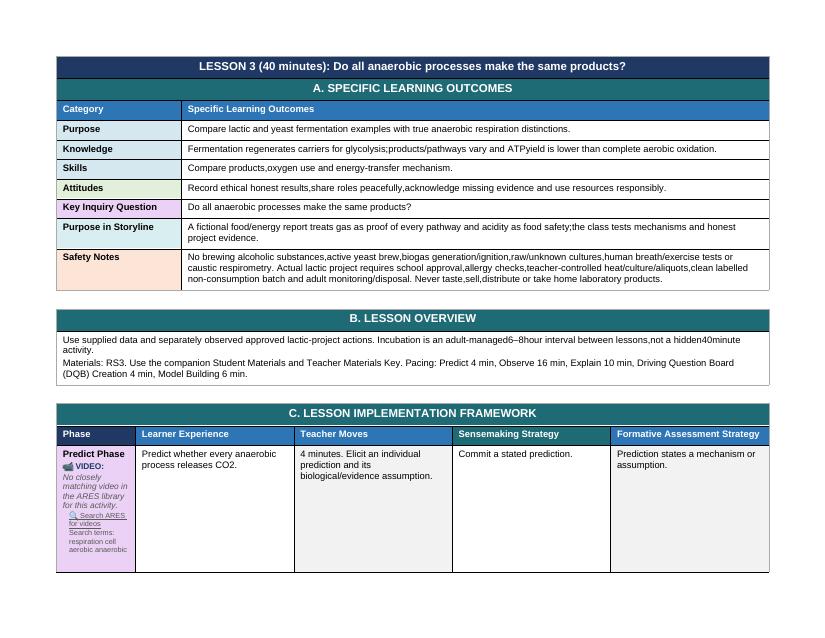 LESSON 3 (40 minutes): Do all anaerobic processes make the same products?
A. SPECIFIC LEARNING OUTCOMES
Category
Specific Learning Outcomes
Purpose
Compare lactic and yeast fermentation examples with true anaerobic respiration distinctions.
Knowledge
Fermentation regenerates carriers for glycolysis;products/pathways vary and ATPyield is lower than complete aerobic oxidation.
Skills
Compare products,oxygen use and energy-transfer mechanism.
Attitudes
Record ethical honest results,share roles peacefully,acknowledge missing evidence and use resources responsibly.
Key Inquiry Question
Do all anaerobic processes make the same products?
Purpose in Storyline
A fictional food/energy report treats gas as proof of every pathway and acidity as food safety;the class tests mechanisms and honest
project evidence.
Safety Notes
No brewing alcoholic substances,active yeast brew,biogas generation/ignition,raw/unknown cultures,human breath/exercise tests or
caustic respirometry. Actual lactic project requires school approval,allergy checks,teacher-controlled heat/culture/aliquots,clean labelled
non-consumption batch and adult monitoring/disposal. Never taste,sell,distribute or take home laboratory products.
B. LESSON OVERVIEW
Use supplied data and separately observed approved lactic-project actions. Incubation is an adult-managed6–8hour interval between lessons,not a hidden40minute
activity.
Materials: RS3. Use the companion Student Materials and Teacher Materials Key. Pacing: Predict 4 min, Observe 16 min, Explain 10 min, Driving Question Board
(DQB) Creation 4 min, Model Building 6 min.
C. LESSON IMPLEMENTATION FRAMEWORK
Phase
Learner Experience
Teacher Moves
Sensemaking Strategy
Formative Assessment Strategy
Predict Phase
📹 VIDEO:
No closely
matching video in
the ARES library
for this activity.
🔍 Search ARES
for videos
Search terms:
respiration cell
aerobic anaerobic
Predict whether every anaerobic
process releases CO2.
4 minutes. Elicit an individual
prediction and its
biological/evidence assumption.
Commit a stated prediction.
Prediction states a mechanism or
assumption.